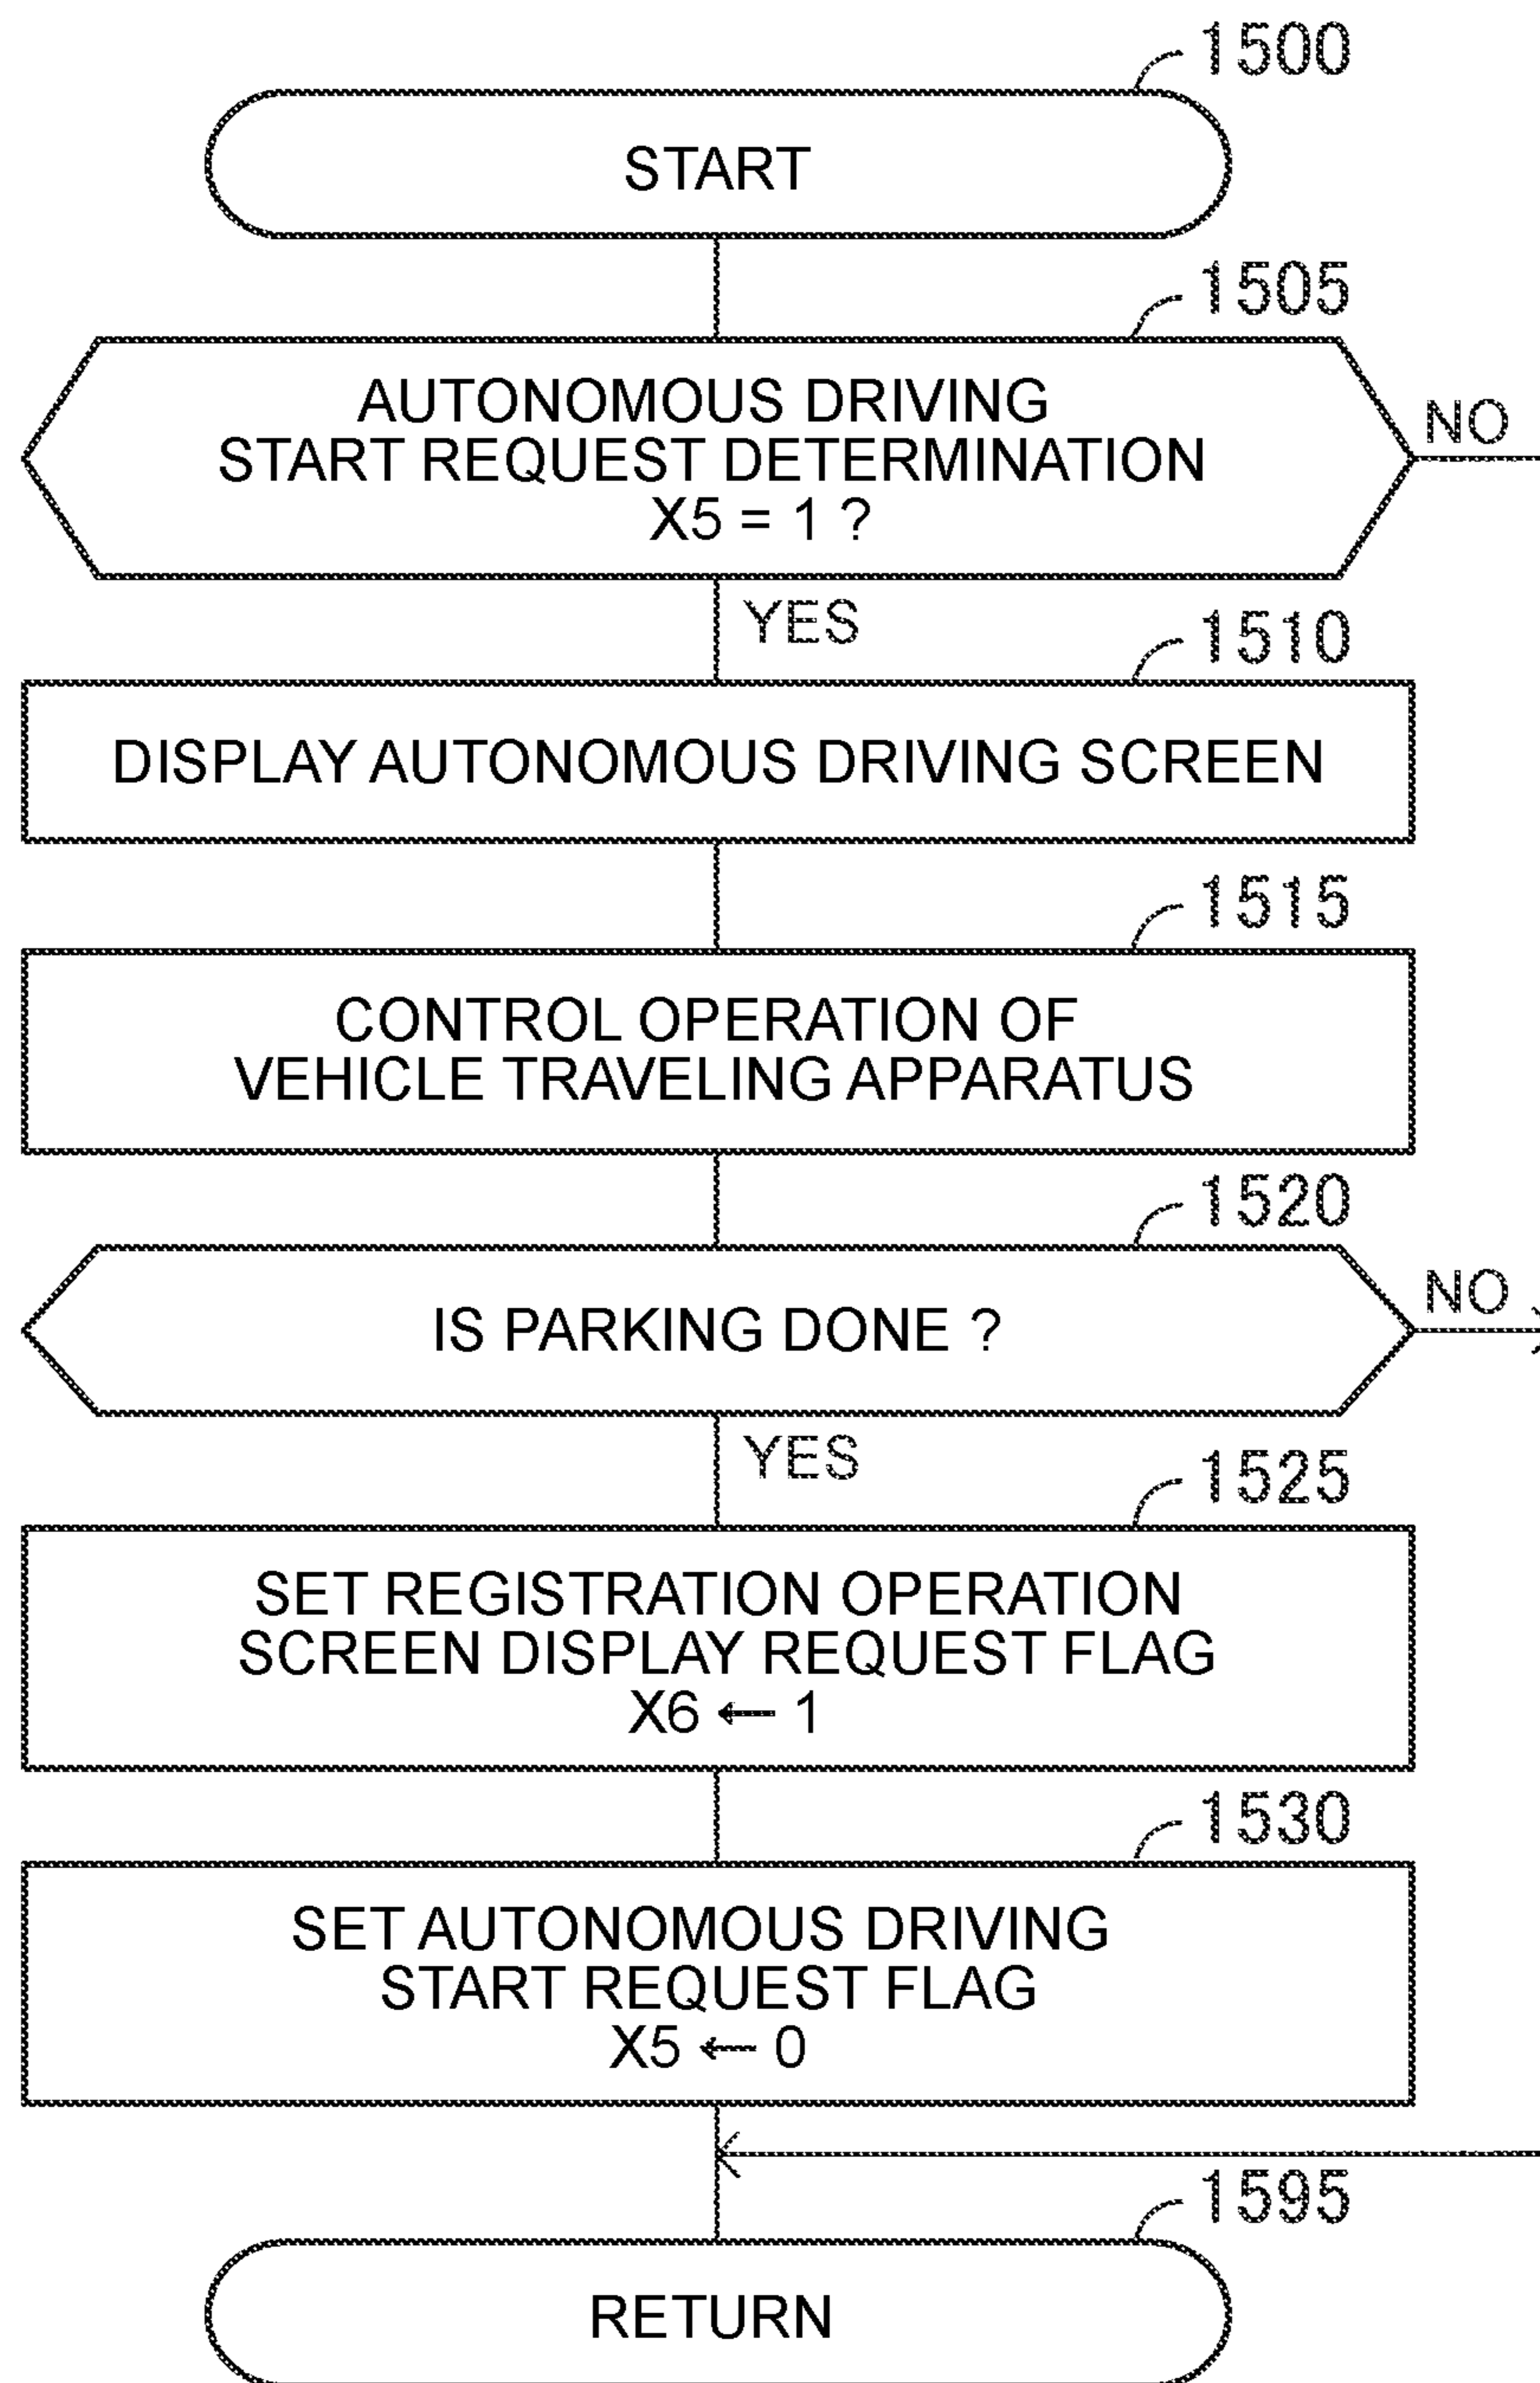 1500
START
1505
AUTONOMOUS DRIVING
START REQUEST DETERMINATION
X5 = 1 ?
NO
YES
1510
DISPLAY AUTONOMOUS DRIVING SCREEN
1515
CONTROL OPERATION OF
VEHICLE TRAVELING APPARATUS
1520
IS PARKING DONE ?
NO
YES
1525
SET REGISTRATION OPERATION
SCREEN DISPLAY REQUEST FLAG
X6 ← 1
1530
SET AUTONOMOUS DRIVING
START REQUEST FLAG
X5 ← 0
1595
RETURN